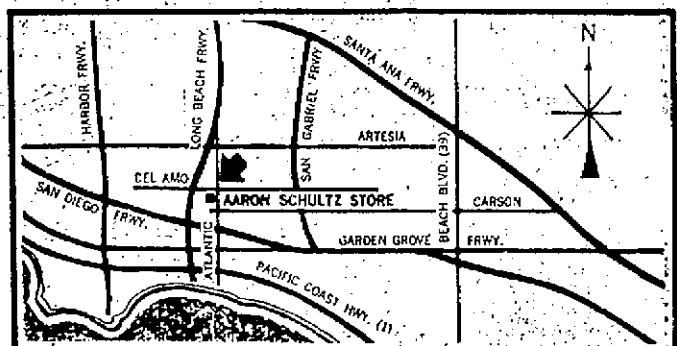 N
SANTA ANA FRWY.
HARBOR FRWY.
LONG BEACH FRWY.
SAN GABRIEL FRWY.
ARTESIA
BEACH BLVD. (39)
DEL AMO
AARON SCHULTZ STORE
CARSON
SAN DIEGO FRWY.
GARDEN GROVE FRWY.
ATLANTIC
PACIFIC COAST HWY. (1)